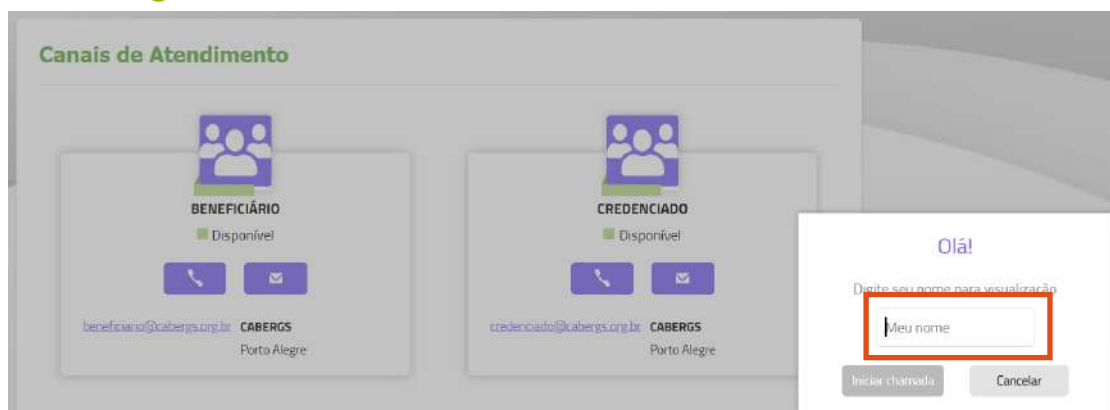 Canais de Atendimento
BENEFICIÁRIO
Disponível
beneficiario@cabergs.org.br CABERGS
Porto Alegre
CREDENCIADO
Disponível
credenciado@cabergs.org.br CABERGS
Porto Alegre
Olá!
Digite seu nome para visualização
Meu nome
Iniciar chamada
Cancelar